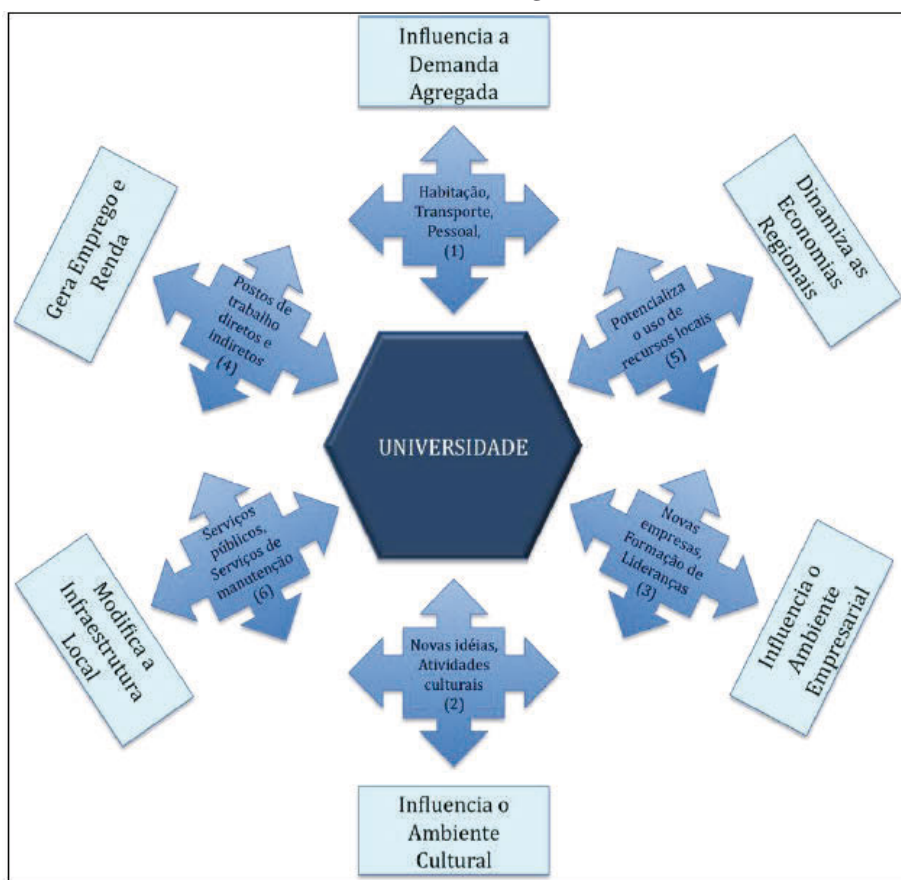 Influencia a
Demanda
Agregada
Habitação,
Transporte,
Pessoal,
(1)
Gera Emprego e
Renda
Postos de
trabalho
diretos e
indiretos
(4)
Dinamiza as
Economias
Regionais
Potencializa
o uso de
recursos locais
(5)
UNIVERSIDADE
Modifica a
Infraestrutura
Local
Serviços
públicos,
Serviços de
manutenção
(6)
Novas idéias,
Atividades
culturais
(2)
Novas
empresas,
Formação de
Lideranças
(3)
Influencia o
Ambiente
Empresarial
Influencia o
Ambiente
Cultural